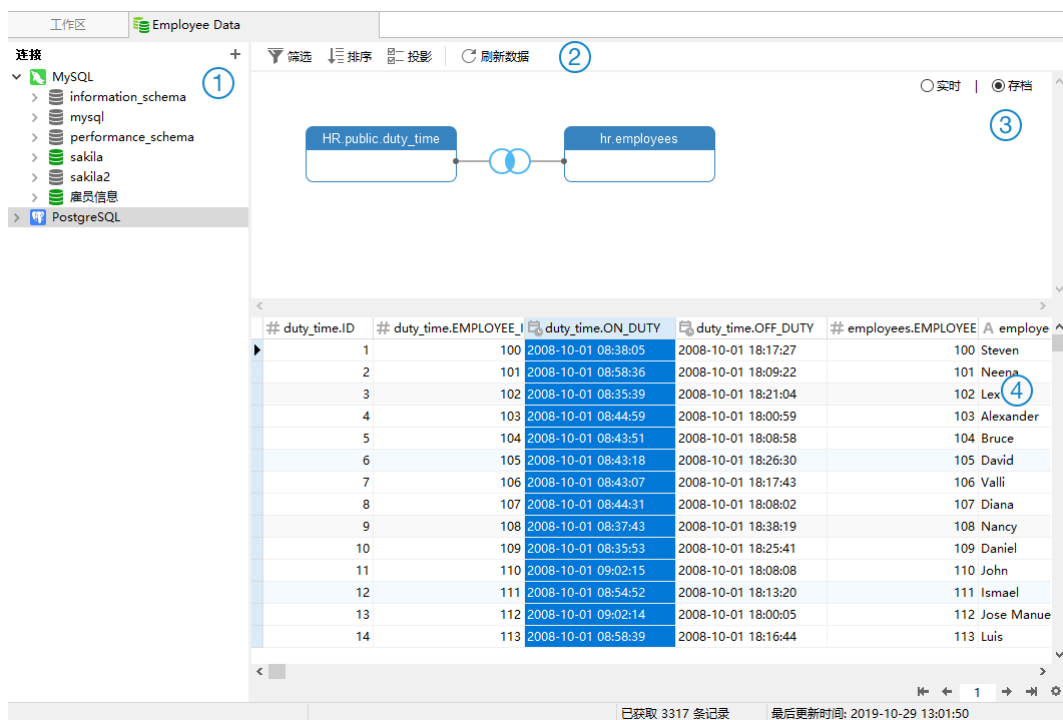 工作区 Employee Data
连接 +
MySQL
information_schema
mysql
performance_schema
sakila
sakila2
雇员信息
PostgreSQL
1
筛选 排序 投影 刷新数据 2
实时 | 存档
3
HR.public.duty_time hr.employees
# duty_time.ID # duty_time.EMPLOYEE_I duty_time.ON_DUTY duty_time.OFF_DUTY # employees.EMPLOYEE A employe
1 100 2008-10-01 08:38:05 2008-10-01 18:17:27 100 Steven
2 101 2008-10-01 08:58:36 2008-10-01 18:09:22 101 Neena
3 102 2008-10-01 08:35:39 2008-10-01 18:21:04 102 Lex 4
4 103 2008-10-01 08:44:59 2008-10-01 18:00:59 103 Alexander
5 104 2008-10-01 08:43:51 2008-10-01 18:08:58 104 Bruce
6 105 2008-10-01 08:43:18 2008-10-01 18:26:30 105 David
7 106 2008-10-01 08:43:07 2008-10-01 18:17:43 106 Valli
8 107 2008-10-01 08:44:31 2008-10-01 18:08:02 107 Diana
9 108 2008-10-01 08:37:43 2008-10-01 18:38:19 108 Nancy
10 109 2008-10-01 08:35:53 2008-10-01 18:25:41 109 Daniel
11 110 2008-10-01 09:02:15 2008-10-01 18:08:08 110 John
12 111 2008-10-01 08:54:52 2008-10-01 18:13:20 111 Ismael
13 112 2008-10-01 09:02:14 2008-10-01 18:00:05 112 Jose Manue
14 113 2008-10-01 08:58:39 2008-10-01 18:16:44 113 Luis
1
已获取 3317 条记录 最后更新时间: 2019-10-29 13:01:50